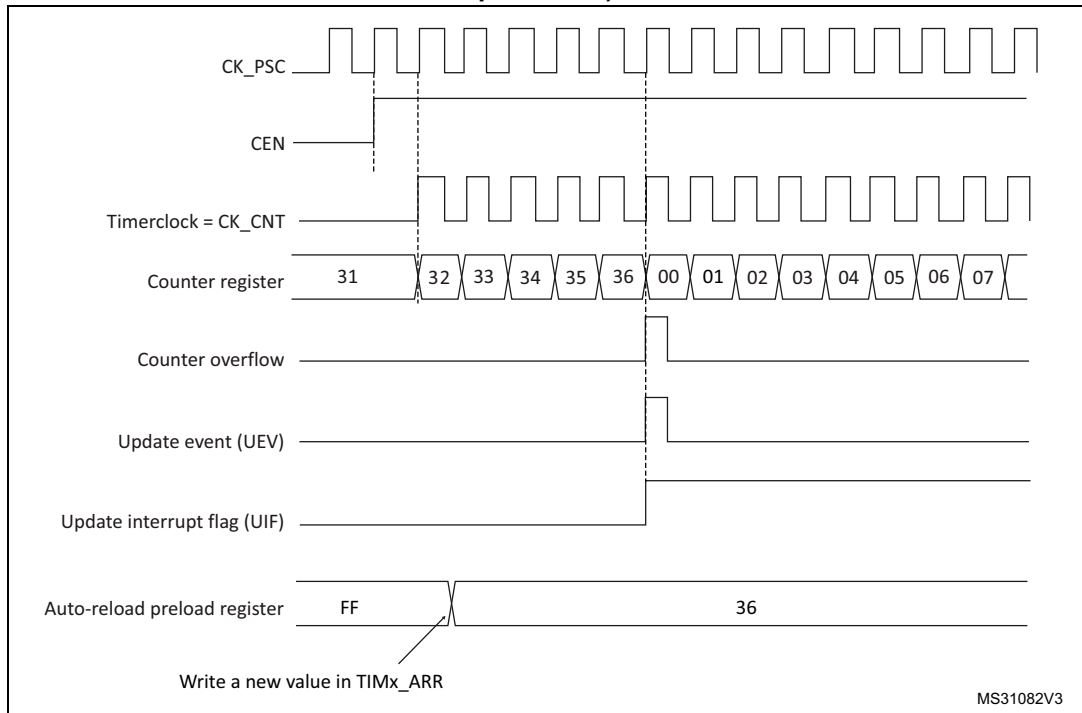 CK_PSC
CEN
Timerclock = CK_CNT
Counter register 31 32 33 34 35 36 00 01 02 03 04 05 06 07
Counter overflow
Update event (UEV)
Update interrupt flag (UIF)
Auto-reload preload register FF 36
Write a new value in TIMx_ARR
MS31082V3